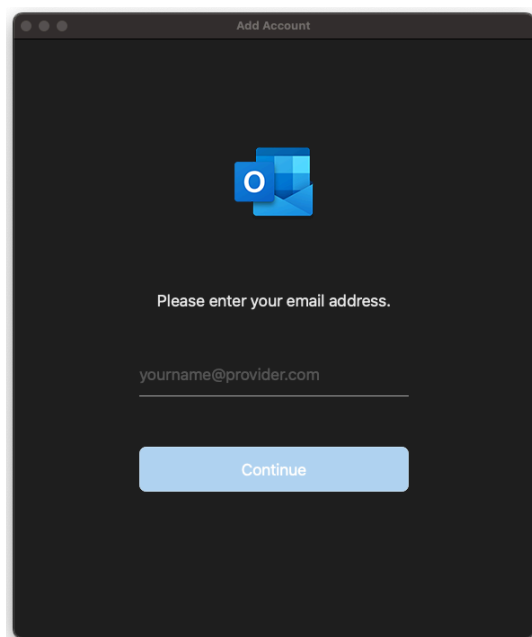 Add Account
O
Please enter your email address.
yourname@provider.com
Continue